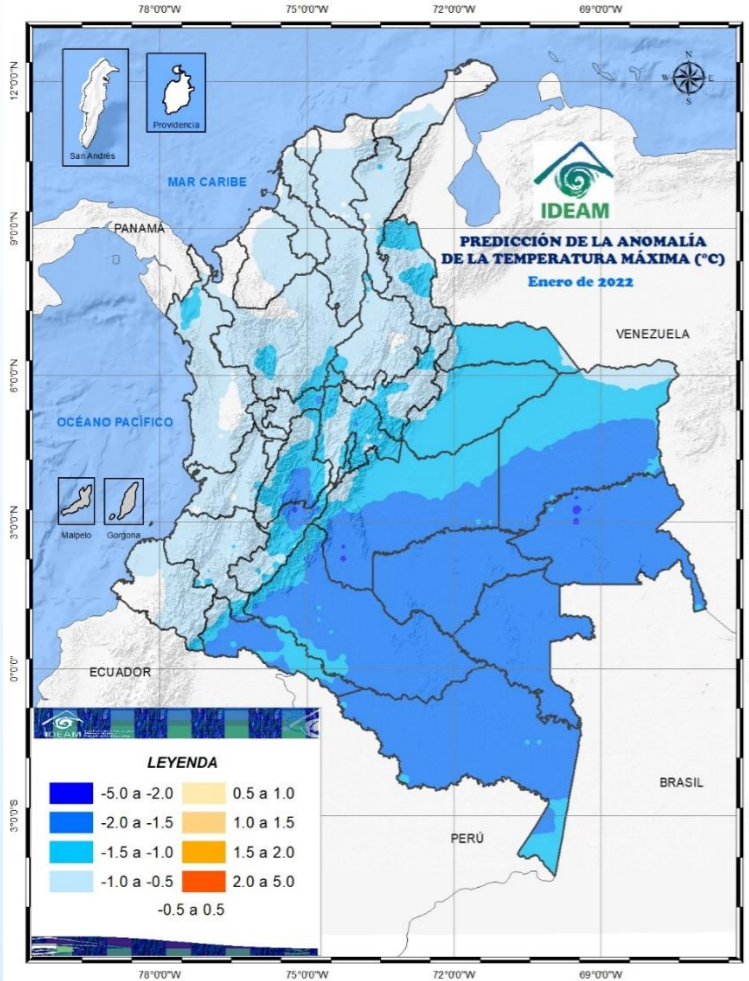 78°0'0"W 75°0'0"W 72°0'0"W 69°0'0"W
12°0'0"N
9°0'0"N
6°0'0"N
3°0'0"N
0°0'0"
3°0'0"S
N
W E
S
San Andrés
Providencia
MAR CARIBE
IDEAM
PANAMÁ
PREDICCIÓN DE LA ANOMALÍA
DE LA TEMPERATURA MÁXIMA (°C)
Enero de 2022
VENEZUELA
OCÉANO PACÍFICO
Malpelo
Gorgona
ECUADOR
IDEAM
LEYENDA
-5.0 a -2.0 0.5 a 1.0
-2.0 a -1.5 1.0 a 1.5
-1.5 a -1.0 1.5 a 2.0
-1.0 a -0.5 2.0 a 5.0
-0.5 a 0.5
BRASIL
PERÚ
78°0'0"W 75°0'0"W 72°0'0"W 69°0'0"W